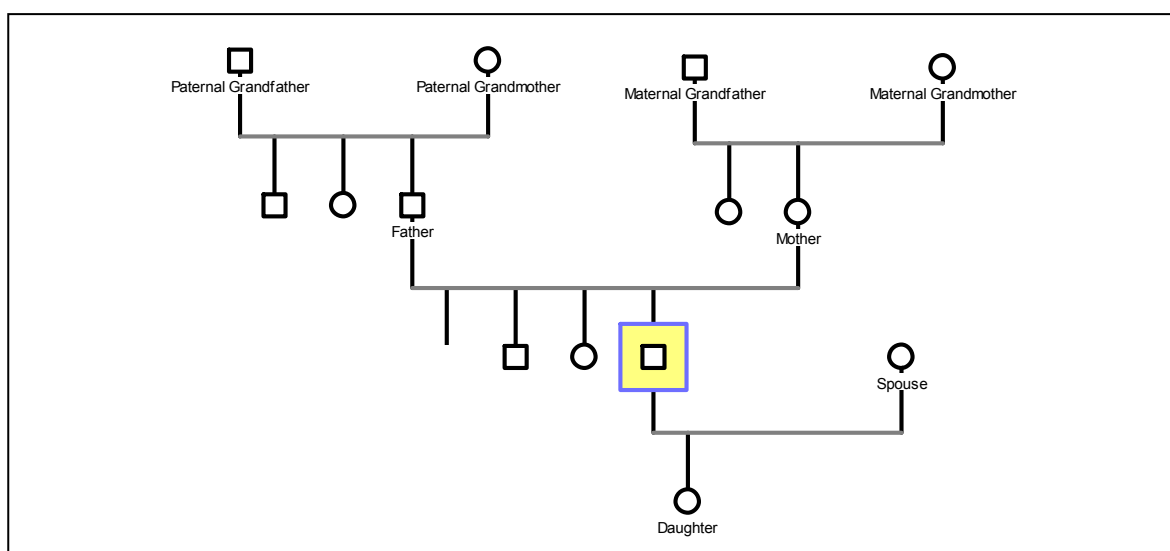 Paternal Grandfather
Paternal Grandmother
Maternal Grandfather
Maternal Grandmother
Father
Mother
Spouse
Daughter